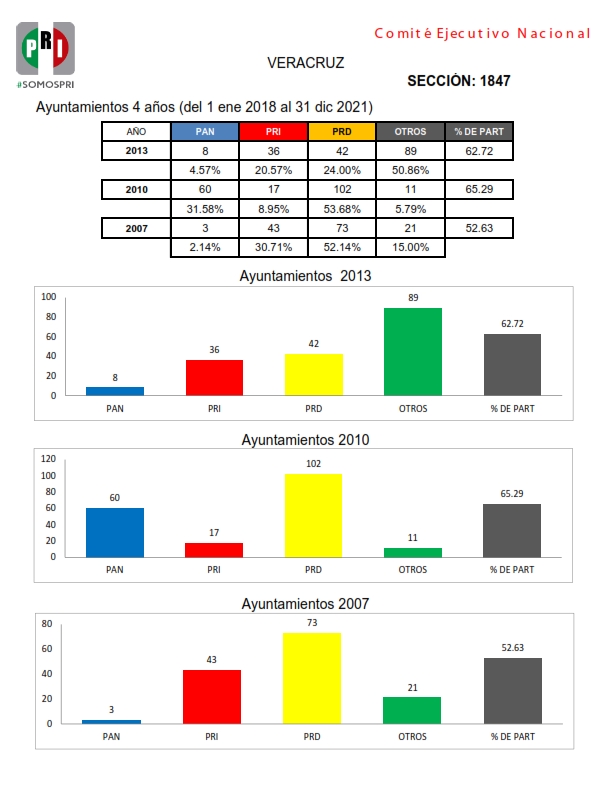 Comité Ejecutivo Nacional
PRI
#SOMOSPRI
VERACRUZ
SECCIÓN: 1847
Ayuntamientos 4 años (del 1 ene 2018 al 31 dic 2021)
AÑO PAN PRI PRD OTROS % DE PART
2013 8 36 42 89 62.72
4.57% 20.57% 24.00% 50.86%
2010 60 17 102 11 65.29
31.58% 8.95% 53.68% 5.79%
2007 3 43 73 21 52.63
2.14% 30.71% 52.14% 15.00%
Ayuntamientos 2013
100
80
60
40
20
0
8
36
42
89
62.72
PAN PRI PRD OTROS % DE PART
Ayuntamientos 2010
120
100
80
60
40
20
0
60
17
102
11
65.29
PAN PRI PRD OTROS % DE PART
Ayuntamientos 2007
80
60
40
20
0
3
43
73
21
52.63
PAN PRI PRD OTROS % DE PART